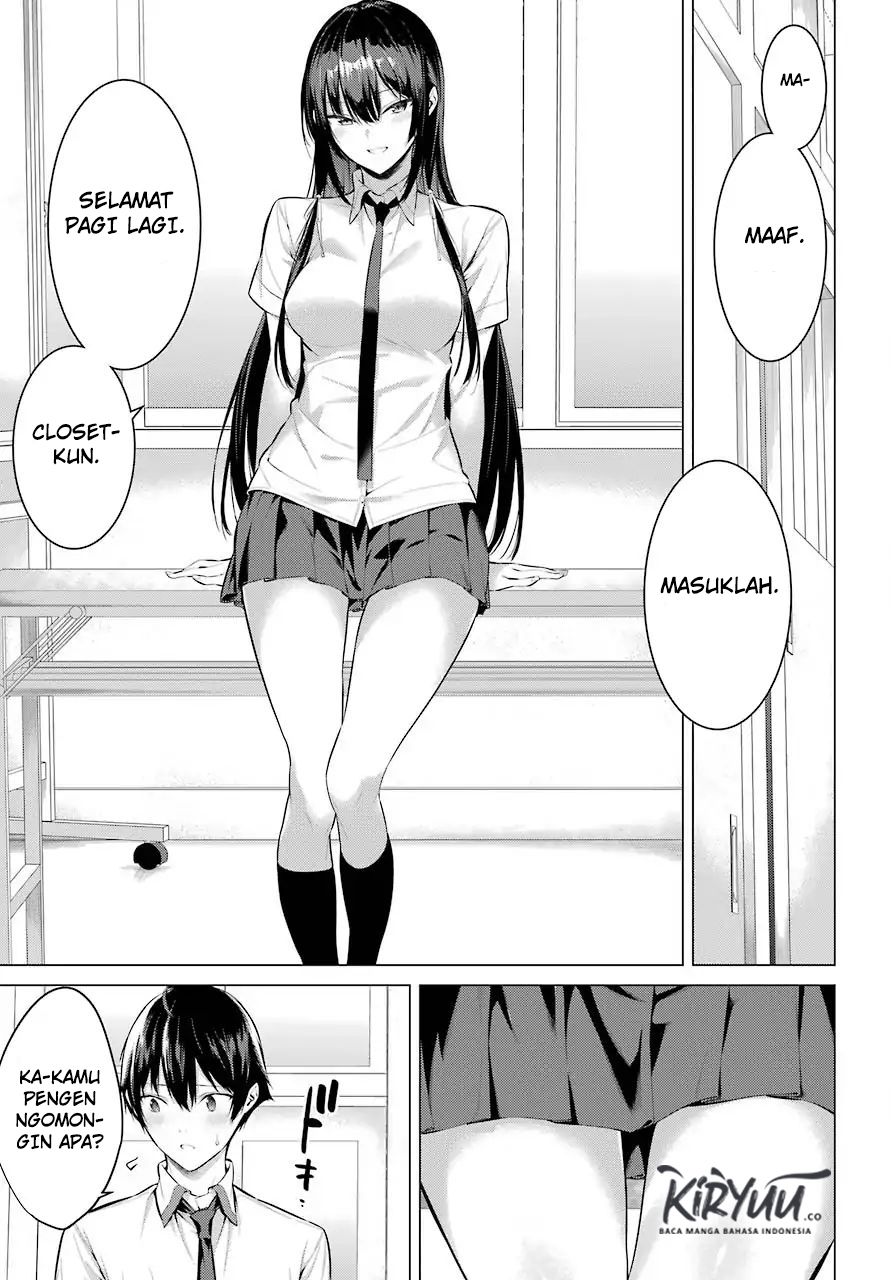 MA-
MAAF.
MASUKLAH.
SELAMAT
PAGI LAGI.
CLOSET-
KUN.
ドキ
KA-KAMU
PENGEN
NGOMON-
GIN APA?
KIRYUU.CO
BACA MANGA BAHASA INDONESIA